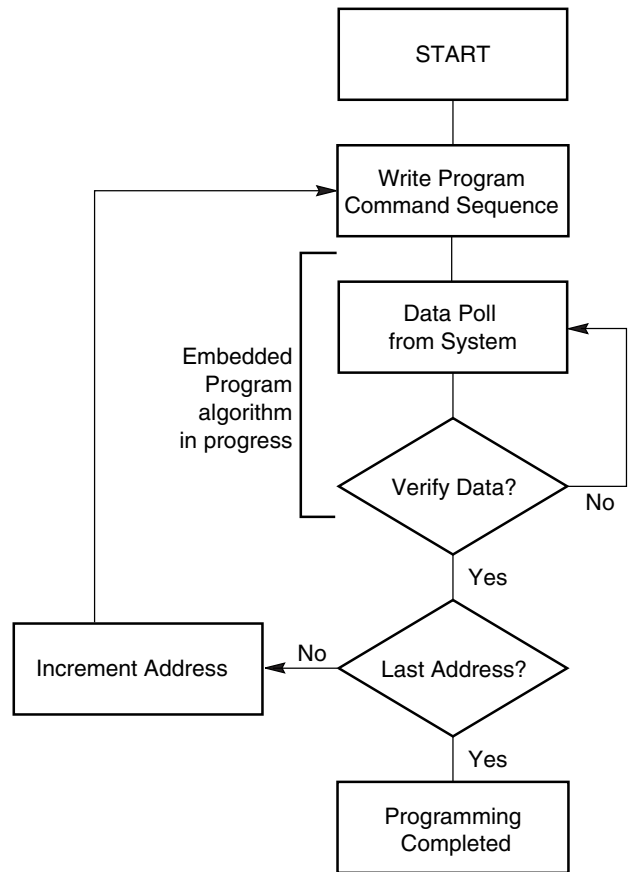 START
Write Program
Command Sequence
Data Poll
from System
Embedded
Program
algorithm
in progress
Verify Data?
No
Yes
Increment Address
No
Last Address?
Yes
Programming
Completed